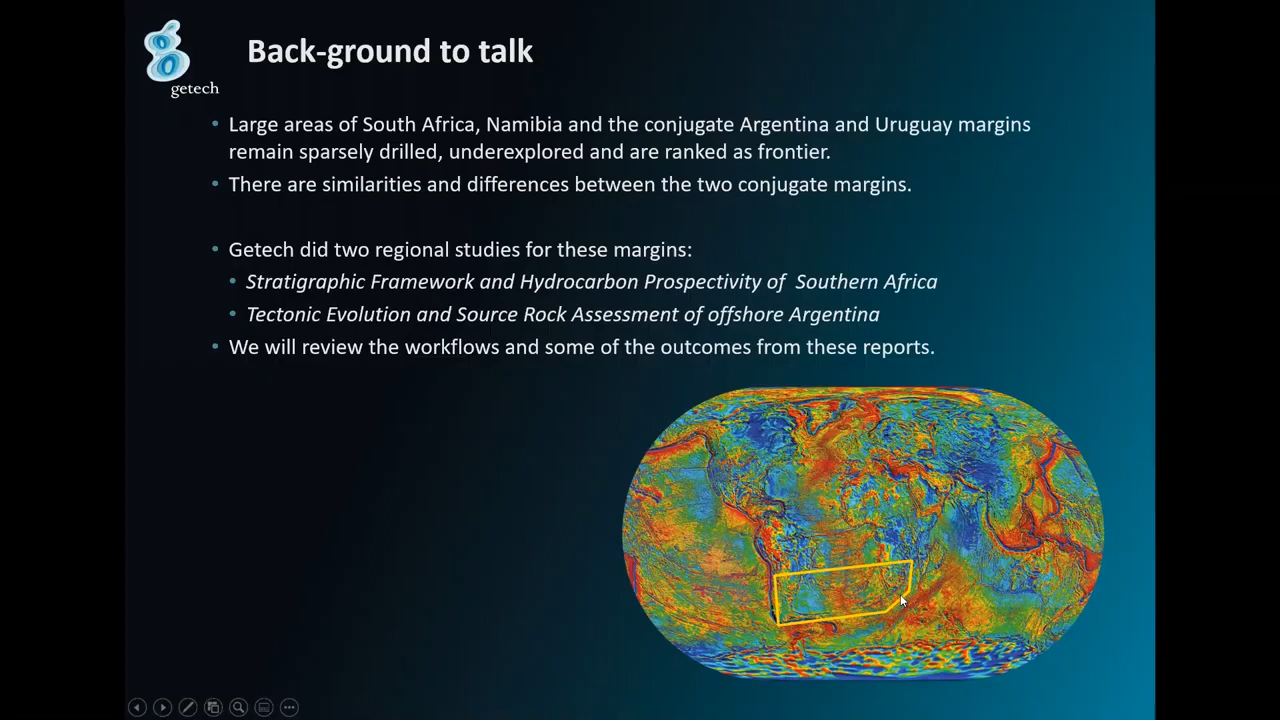 Back-ground to talk
getech
• Large areas of South Africa, Namibia and the conjugate Argentina and Uruguay margins
remain sparsely drilled, underexplored and are ranked as frontier.
• There are similarities and differences between the two conjugate margins.
• Getech did two regional studies for these margins:
• Stratigraphic Framework and Hydrocarbon Prospectivity of Southern Africa
• Tectonic Evolution and Source Rock Assessment of offshore Argentina
• We will review the workflows and some of the outcomes from these reports.